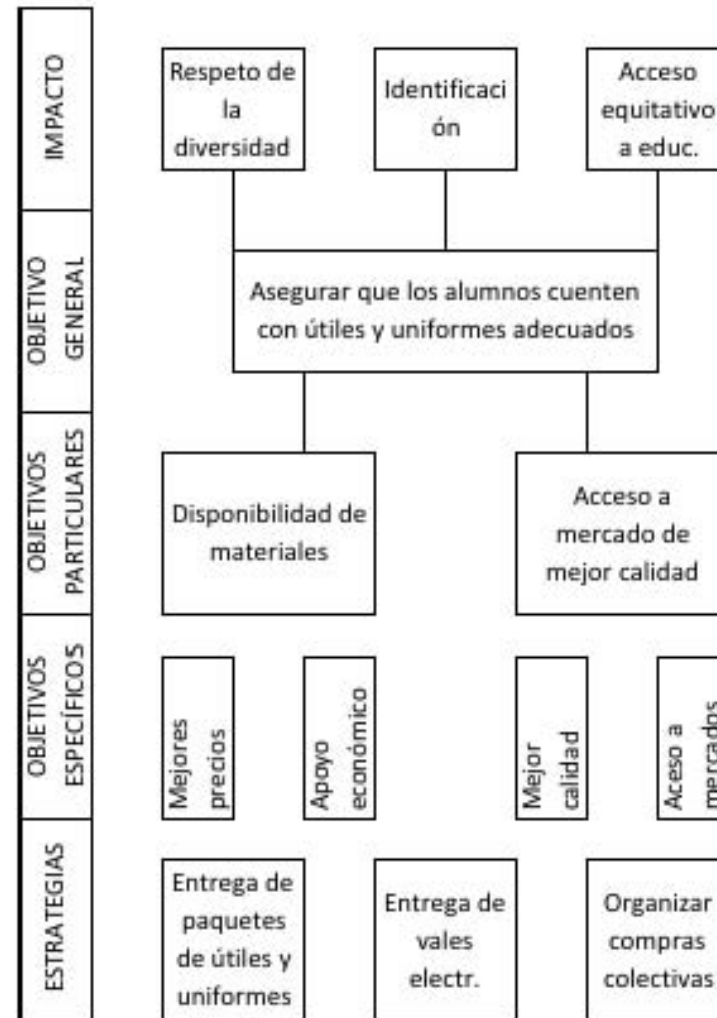 IMPACTO
Respeto de
la
diversidad
Identificaci
ón
Acceso
equitativo
a educ.
OBJETIVO
GENERAL
Asegurar que los alumnos cuenten
con útiles y uniformes adecuados
OBJETIVOS
PARTICULARES
Disponibilidad de
materiales
Acceso a
mercado de
mejor calidad
OBJETIVOS
ESPECÍFICOS
Mejores
precios
Apoyo
económico
Mejor
calidad
Aceso a
mercados
ESTRATEGIAS
Entrega de
paquetes
de útiles y
uniformes
Entrega de
vales
electr.
Organizar
compras
colectivas